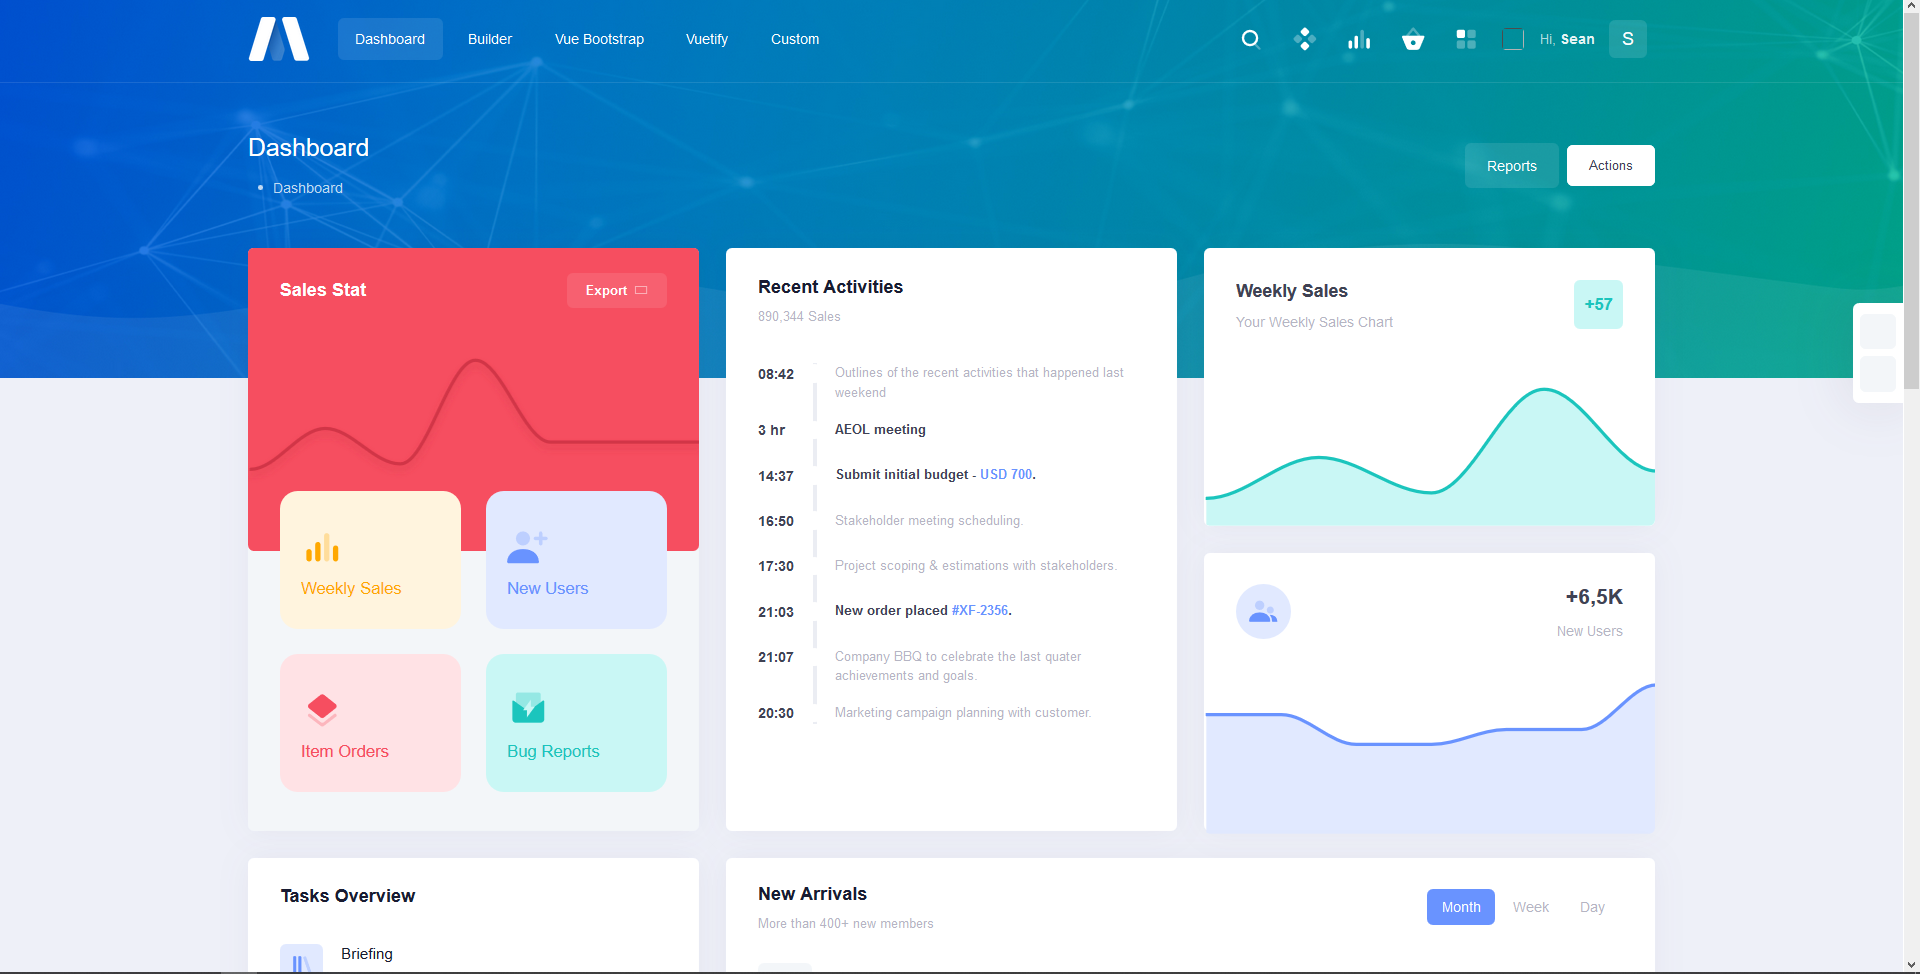 Dashboard
Builder
Vue Bootstrap
Vuetify
Custom
Hi, Sean
S
Dashboard
Dashboard
Reports
Actions
Sales Stat
Export
Weekly Sales
New Users
Item Orders
Bug Reports
Recent Activities
890,344 Sales
08:42 Outlines of the recent activities that happened last
weekend
3 hr AEOL meeting
14:37 Submit initial budget - USD 700.
16:50 Stakeholder meeting scheduling.
17:30 Project scoping & estimations with stakeholders.
21:03 New order placed #XF-2356.
21:07 Company BBQ to celebrate the last quater
achievements and goals.
20:30 Marketing campaign planning with customer.
Weekly Sales
Your Weekly Sales Chart
+57
+6,5K
New Users
Tasks Overview
Briefing
New Arrivals
More than 400+ new members
Month
Week
Day